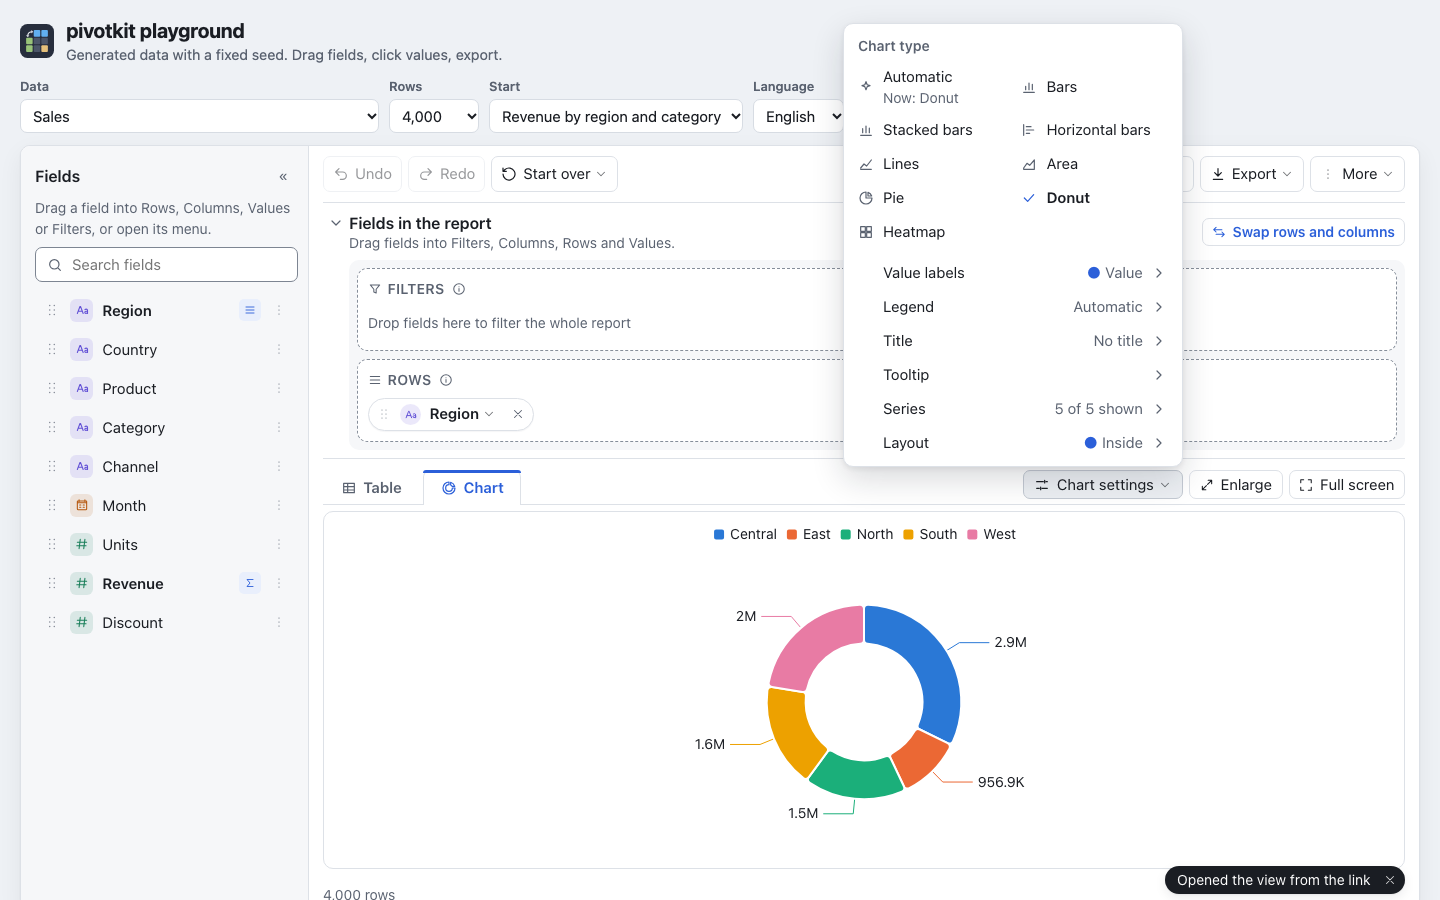 pivotkit playground
Generated data with a fixed seed. Drag fields, click values, export.
Data
Rows
Start
Language
Sales
4,000
Revenue by region and category
English
Fields
«
Drag a field into Rows, Columns, Values
or Filters, or open its menu.
Search fields
Aa Region
Aa Country
Aa Product
Aa Category
Aa Channel
Month
# Units
# Revenue Σ
# Discount
Undo
Redo
Start over
Export
More
Fields in the report
Drag fields into Filters, Columns, Rows and Values.
Swap rows and columns
FILTERS
Drop fields here to filter the whole report
ROWS
Aa Region
Chart type
Automatic
Now: Donut
Bars
Stacked bars
Horizontal bars
Lines
Area
Pie
Donut
Heatmap
Value labels Value
Legend Automatic
Title No title
Tooltip
Series 5 of 5 shown
Layout Inside
Table
Chart
Chart settings
Enlarge
Full screen
Central East North South West
2M
2.9M
1.6M
956.9K
1.5M
4,000 rows
Opened the view from the link